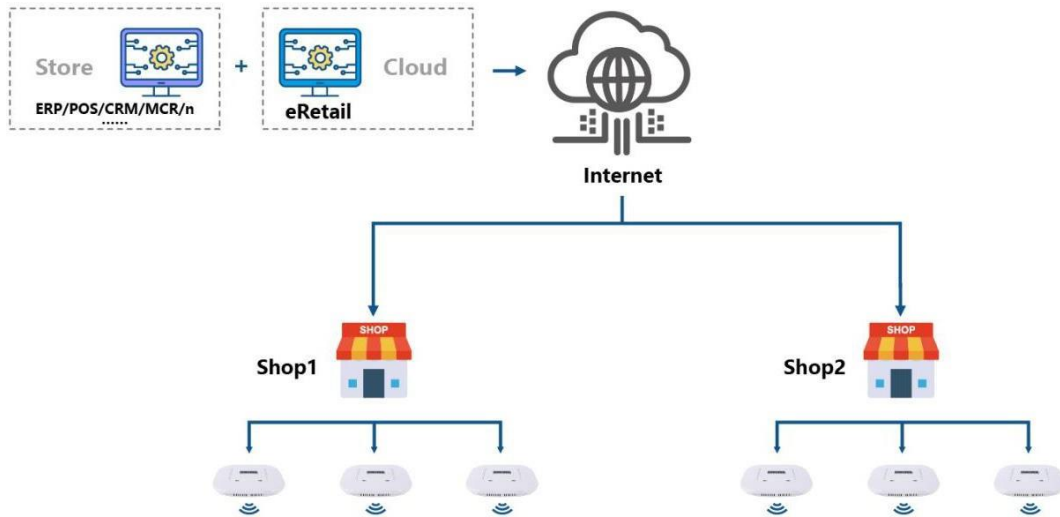 Store
ERP/POS/CRM/MCR/n
......
Cloud
eRetail
Internet
SHOP
Shop1
SHOP
Shop2